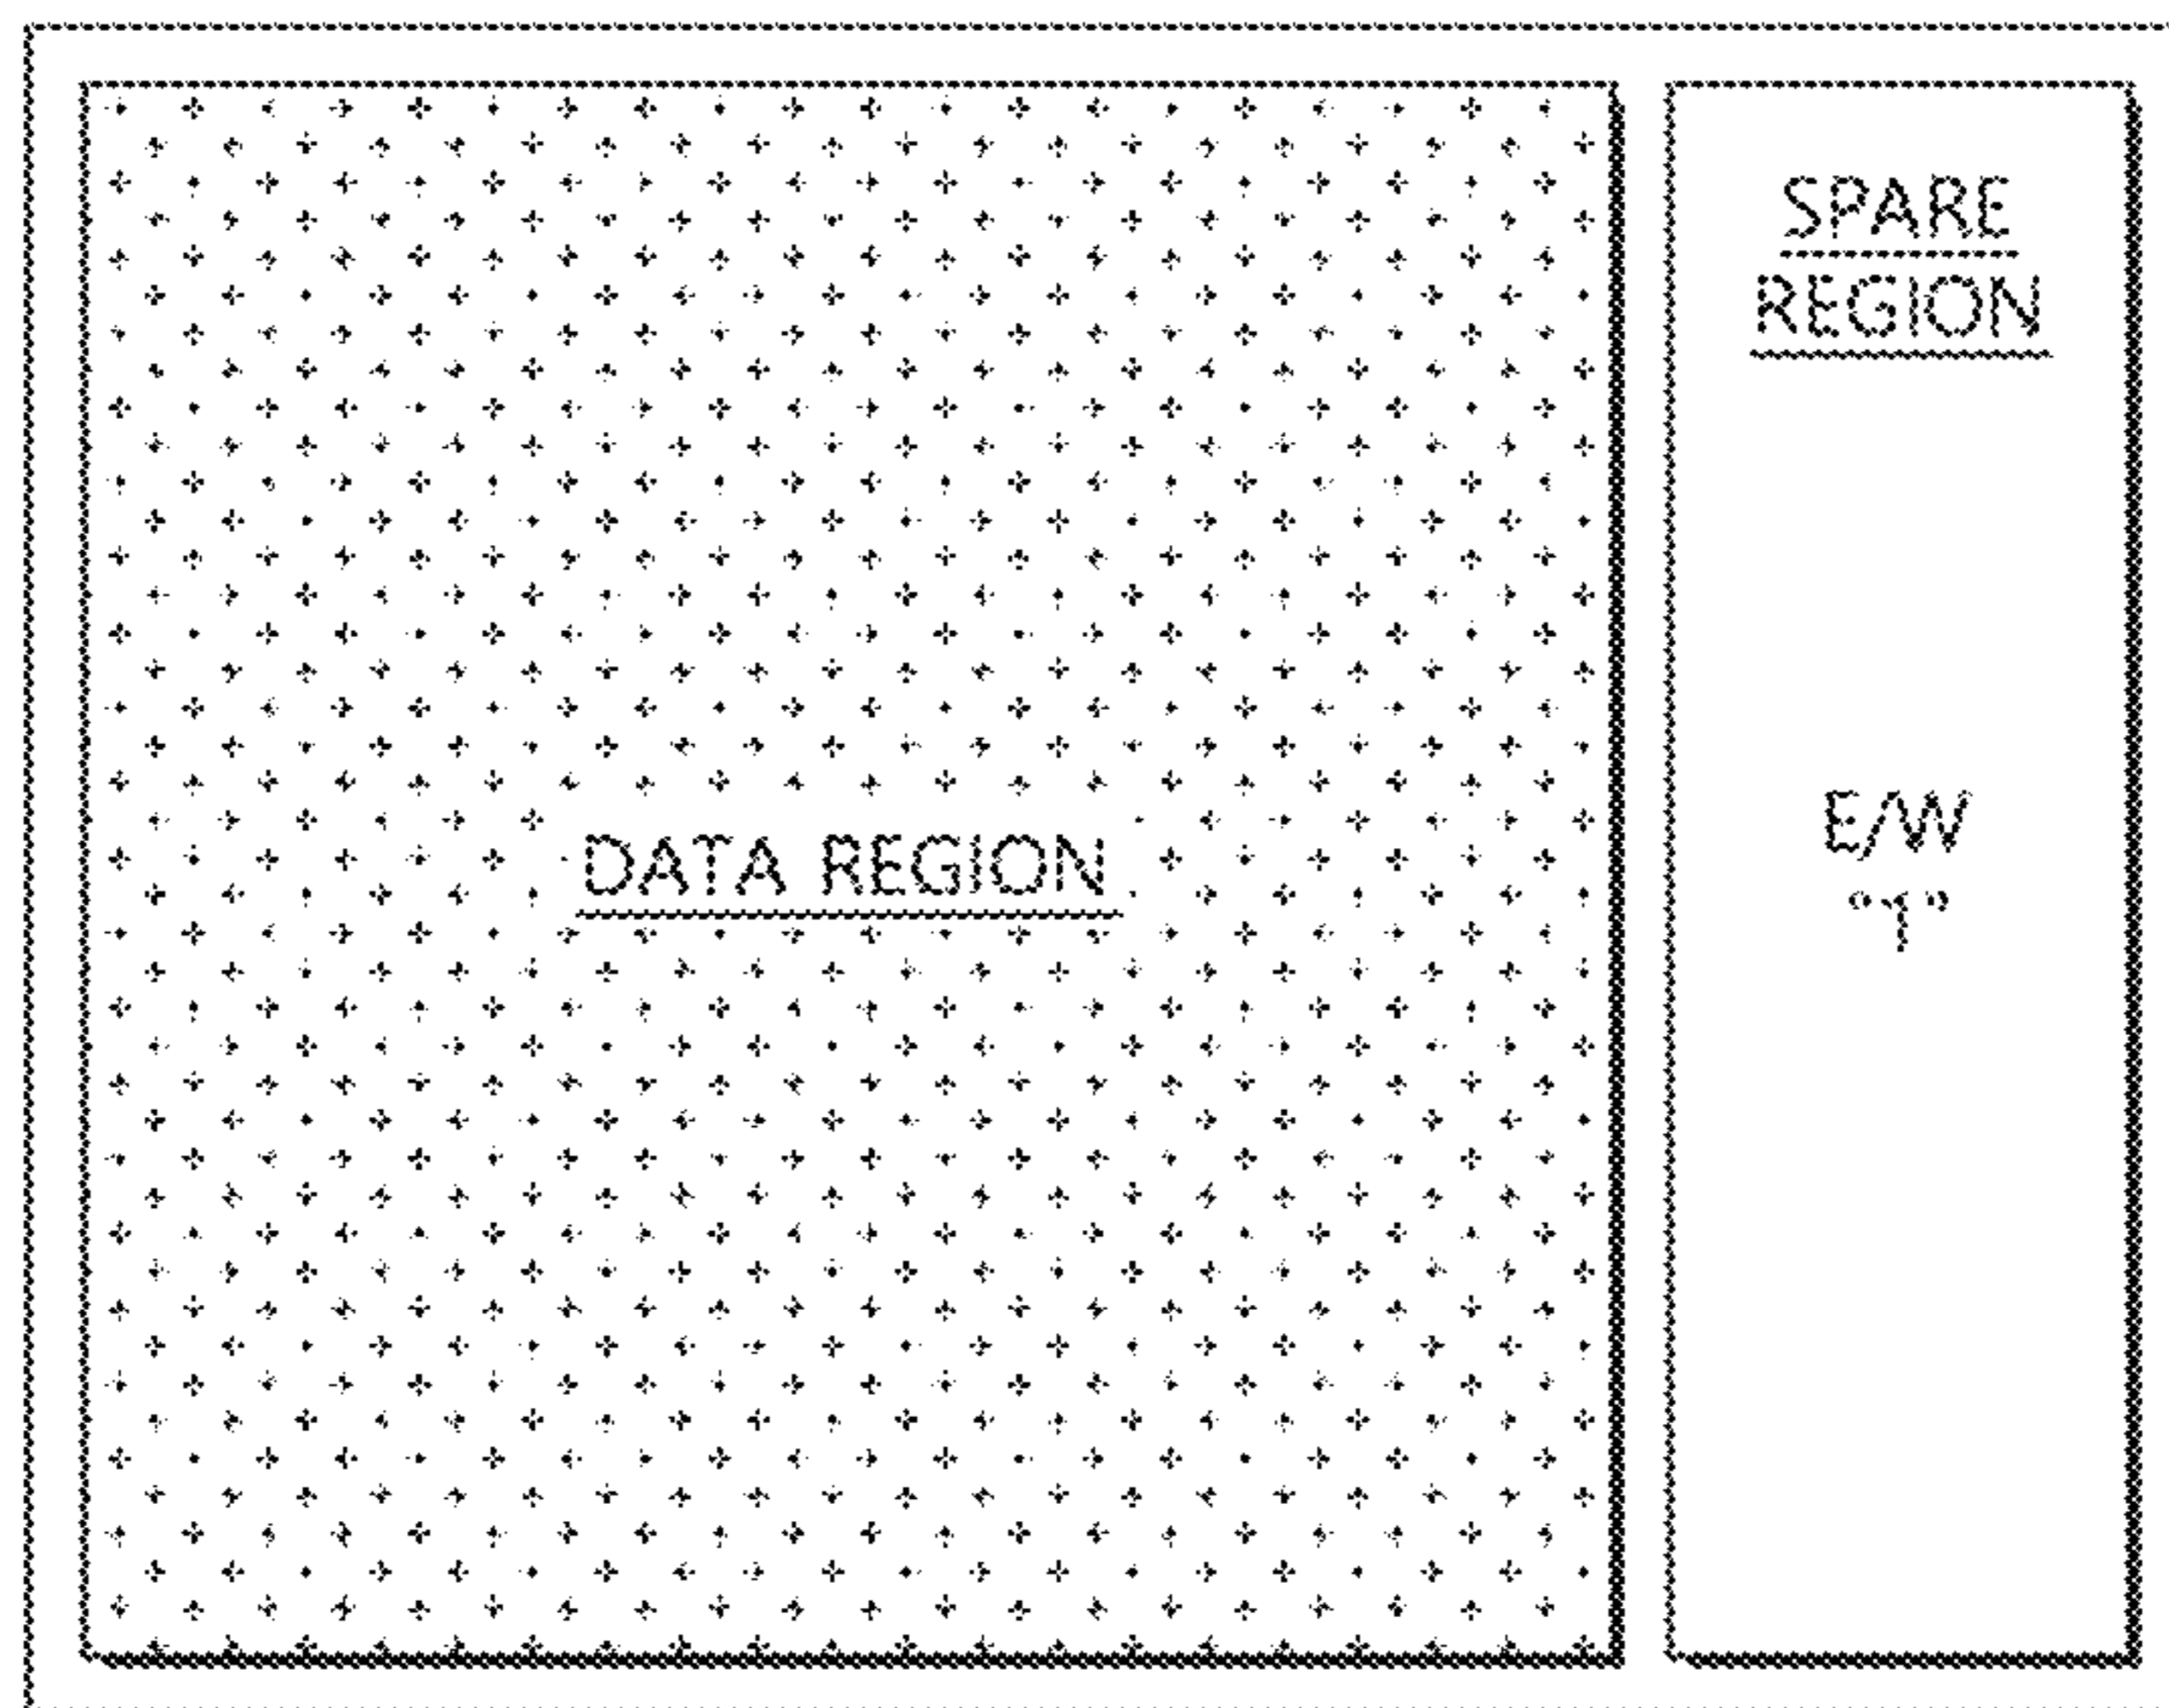 SPARE
REGION
DATA REGION
E/W
"1"